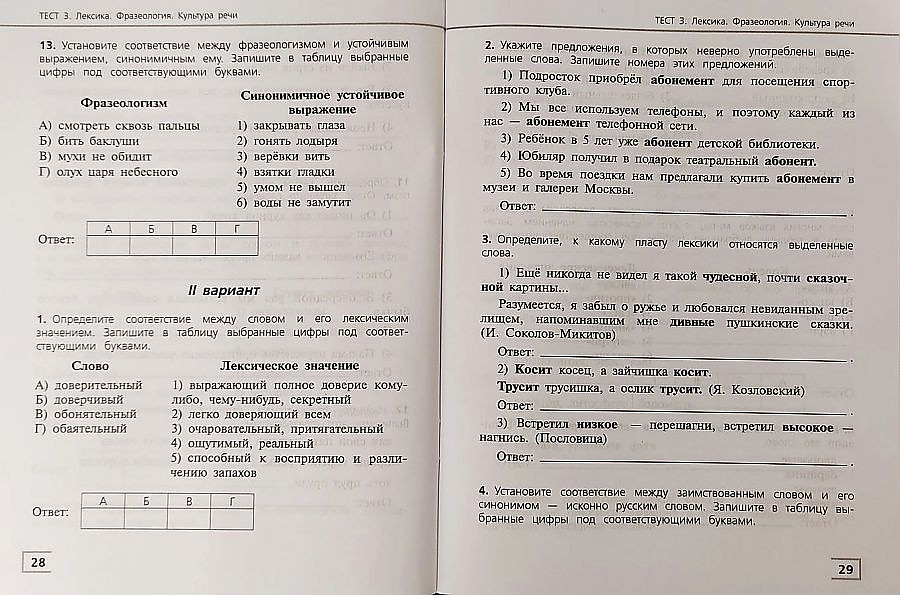 ТЕСТ 3. Лексика. Фразеология. Культура речи
13. Установите соответствие между фразеологизмом и устойчивым
выражением, синонимичным ему. Запишите в таблицу выбранные
цифры под соответствующими буквами.
Фразеологизм
Синонимичное устойчивое
выражение
А) смотреть сквозь пальцы
Б) бить баклуши
В) мухи не обидит
Г) олух царя небесного
1) закрывать глаза
2) гонять лодыря
3) верёвки вить
4) взятки гладки
5) умом не вышел
6) воды не замутит
Ответ:
А Б В Г
II вариант
1. Определите соответствие между словом и его лексическим
значением. Запишите в таблицу выбранные цифры под соответ-
ствующими буквами.
Слово
Лексическое значение
А) доверительный
Б) доверчивый
В) обонятельный
Г) обаятельный
1) выражающий полное доверие кому-
либо, чему-нибудь, секретный
2) легко доверяющий всем
3) очаровательный, притягательный
4) ощутимый, реальный
5) способный к восприятию и разли-
чению запахов
Ответ:
А Б В Г
28
ТЕСТ 3. Лексика. Фразеология. Культура речи
2. Укажите предложения, в которых неверно употреблены выде-
ленные слова. Запишите номера этих предложений.
1) Подросток приобрёл абонемент для посещения спор-
тивного клуба.
2) Мы все используем телефоны, и поэтому каждый из
нас — абонемент телефонной сети.
3) Ребёнок в 5 лет уже абонент детской библиотеки.
4) Юбиляр получил в подарок театральный абонент.
5) Во время поездки нам предлагали купить абонемент в
музеи и галереи Москвы.
Ответ:
3. Определите, к какому пласту лексики относятся выделенные
слова.
1) Ещё никогда не видел я такой чудесной, почти сказоч-
ной картины...
Разумеется, я забыл о ружье и любовался невиданным зре-
лищем, напоминавшим мне дивные пушкинские сказки.
(И. Соколов-Микитов)
Ответ:
2) Косит косец, а зайчишка косит.
Трусит трусишка, а ослик трусит. (Я. Козловский)
Ответ:
3) Встретил низкое — перешагни, встретил высокое —
нагнись. (Пословица)
Ответ:
4. Установите соответствие между заимствованным словом и его
синонимом — исконно русским словом. Запишите в таблицу вы-
бранные цифры под соответствующими буквами.
29